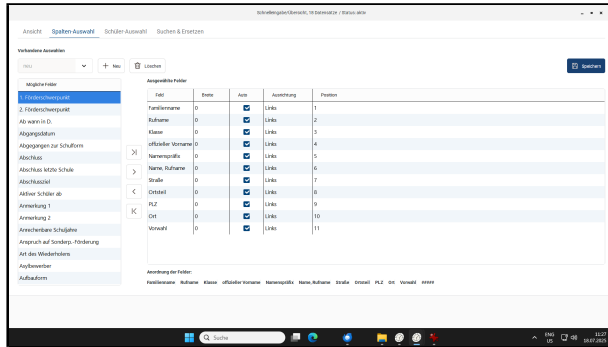 Schnelleingabe/Übersicht, 18 Datensätze / Status: aktiv
Ansicht Spalten-Auswahl Schüler-Auswahl Suchen & Ersetzen
Vorhandene Auswahlen
Neu
Neu
Löschen
Speichern
Mögliche Felder
1. Förderschwerpunkt
2. Förderschwerpunkt
Ab wann in D.
Abgangsdatum
Abgegangen zur Schulform
Abschluss
Abschluss letzte Schule
Abschlussziel
Aktiver Schüler ab
Anmerkung 1
Anmerkung 2
Anrechenbare Schuljahre
Anspruch auf Sonderp.-Förderung
Art des Wiederholens
Asylbewerber
Aufbauform
Ausgewählte Felder
Feld Breite Auto Ausrichtung Position
Familienname 0 Links 1
Rufname 0 Links 2
Klasse 0 Links 3
offizieller Vorname 0 Links 4
Namenspräfix 0 Links 5
Name, Rufname 0 Links 6
Straße 0 Links 7
Ortsteil 0 Links 8
PLZ 0 Links 9
Ort 0 Links 10
Vorwahl 0 Links 11
Anordnung der Felder:
Familienname Rufname Klasse offizieller Vorname Namenspräfix Name, Rufname Straße Ortsteil PLZ Ort Vorwahl #####
Suche
ENG
US
11:27
18.07.2025